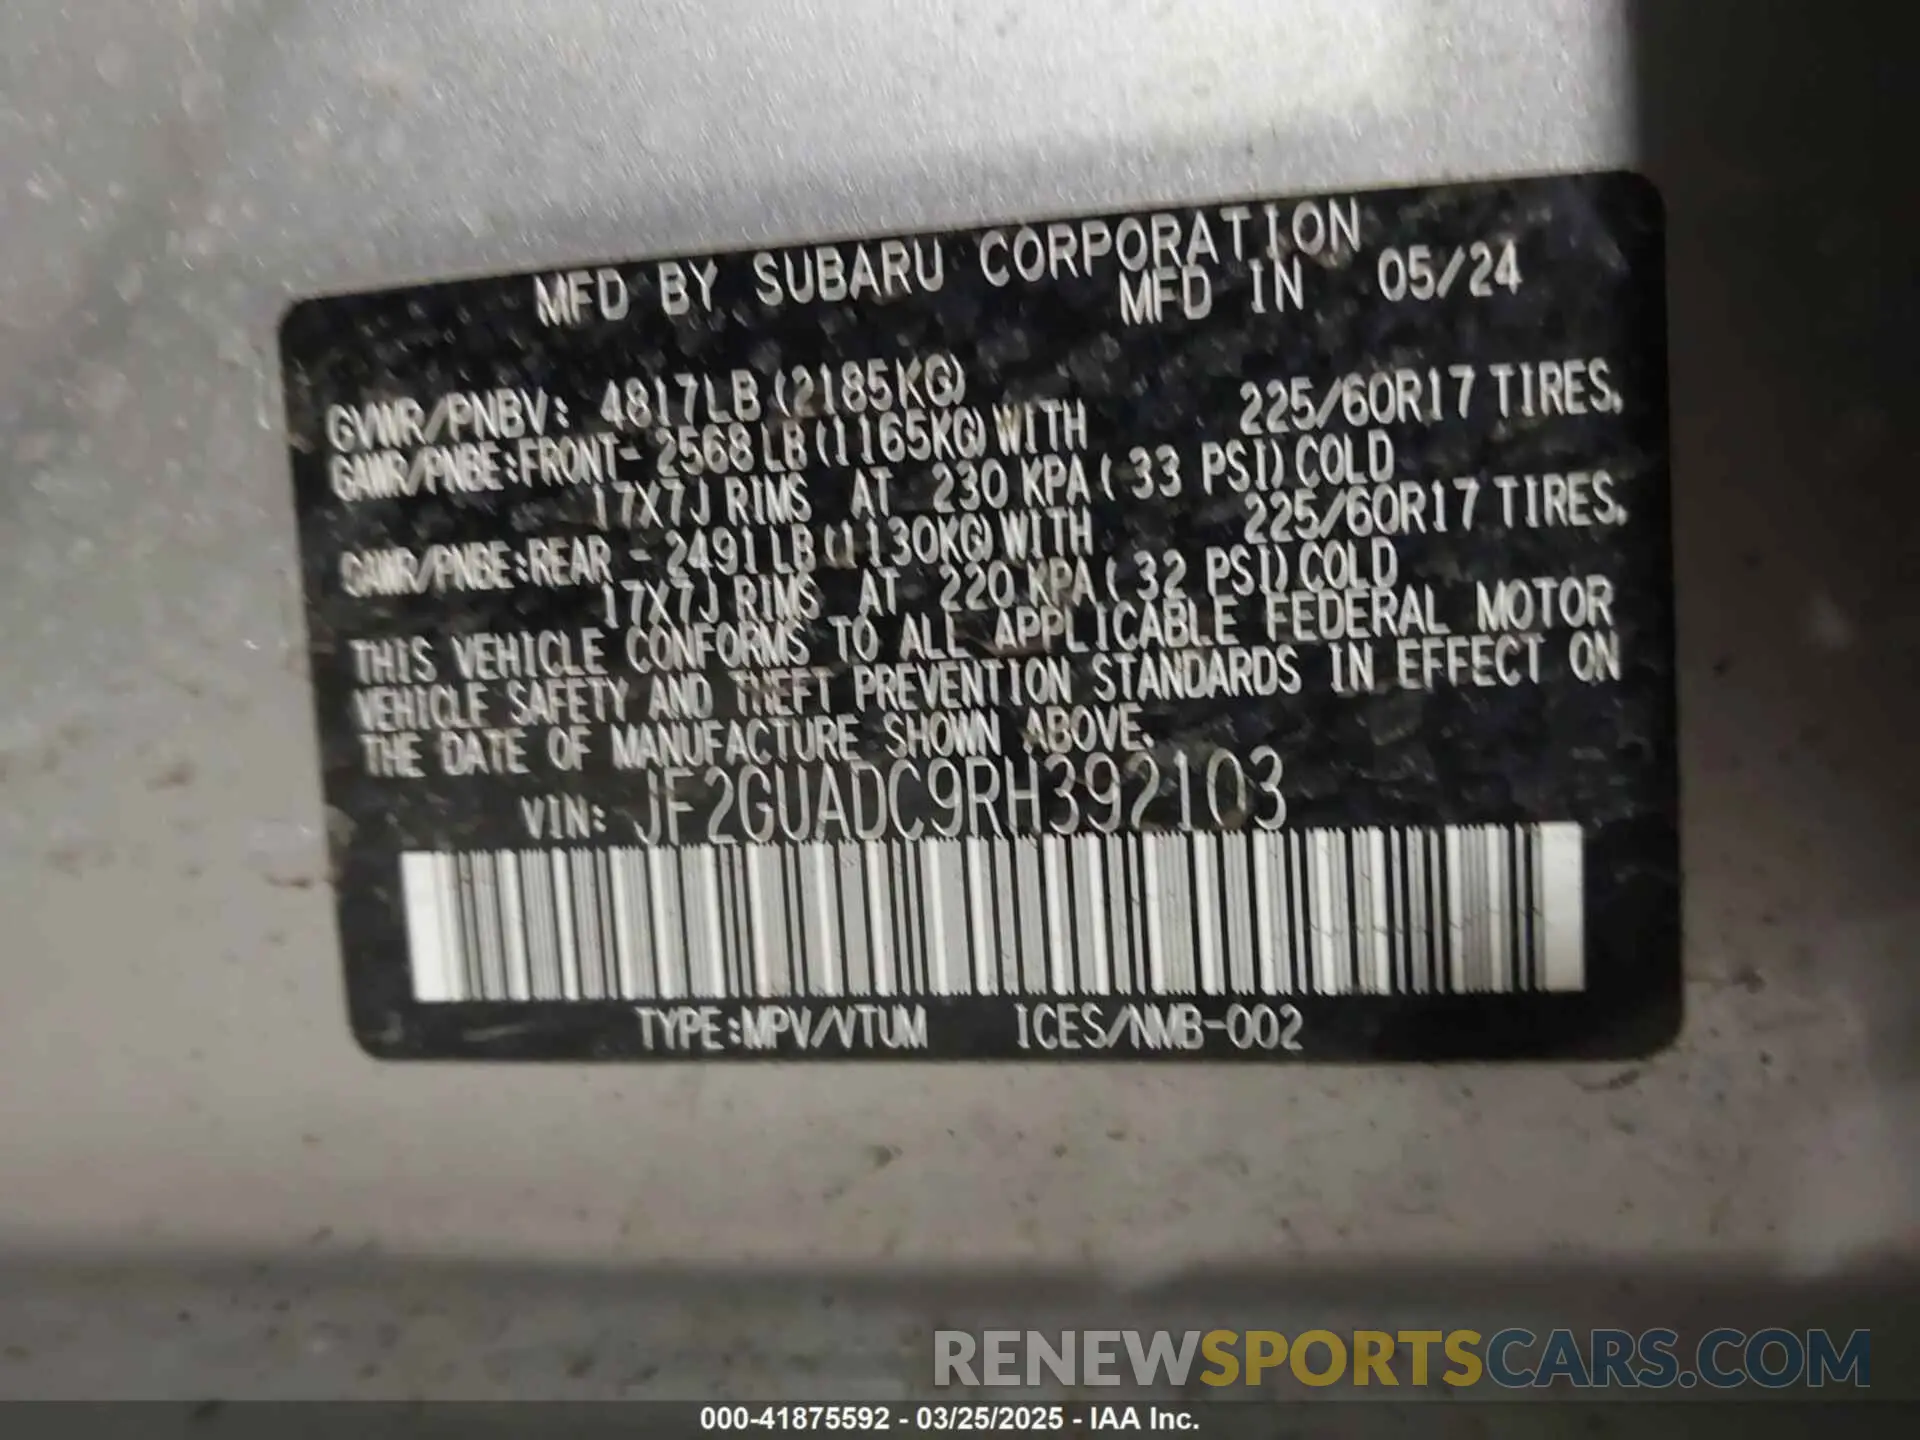 MFD BY SUBARU CORPORATION
MFD IN 05/24
GVWR/PNBV: 4817LB (2185KG)
GAWR/PNBE:FRONT- 2568 LB (1165KG) WITH 225/60R17 TIRES,
17X7J RIMS AT 230 KPA ( 33 PSI) COLD
GAWR/PNBE:REAR - 2491 LB (1130KG) WITH 225/60R17 TIRES,
17X7J RIMS AT 220 KPA ( 32 PSI) COLD
THIS VEHICLE CONFORMS TO ALL APPLICABLE FEDERAL MOTOR
VEHICLE SAFETY AND THEFT PREVENTION STANDARDS IN EFFECT ON
THE DATE OF MANUFACTURE SHOWN ABOVE.
VIN: JF2GUADC9RH392103
TYPE:MPV/VTUM ICES/NMB-002
RENEWSPORTSCARS.COM
000-41875592 - 03/25/2025 - IAA Inc.